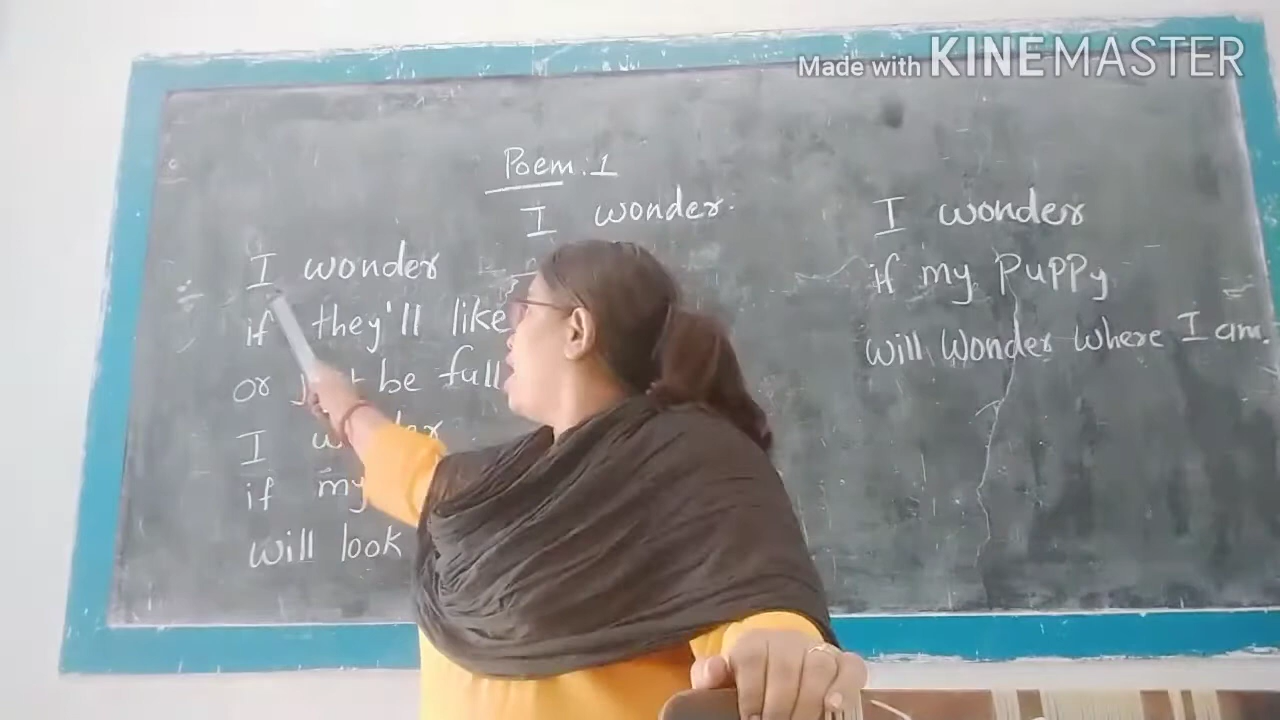 Made with KINEMASTER
Poem: 1
I wonder.
I wonder
if they'll like
or be full
I
if my
will look
I wonder
if my puppy
will Wonder where I am.